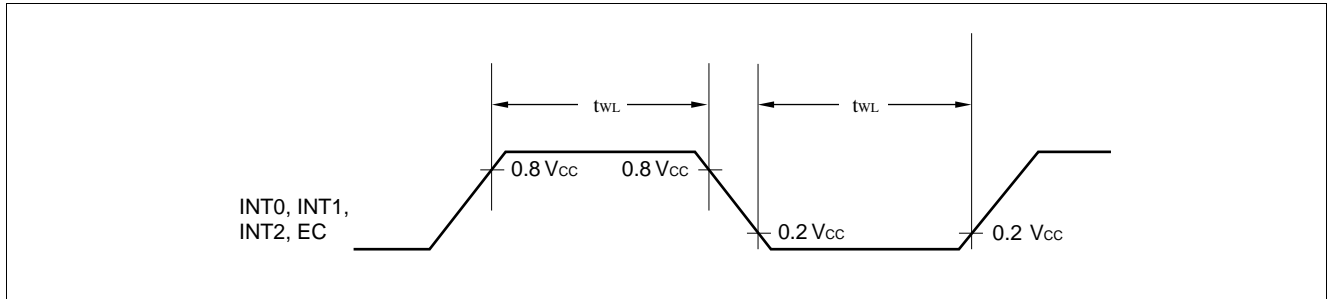 tWL tWL
0.8 VCC 0.8 VCC
INT0, INT1,
INT2, EC
0.2 VCC 0.2 VCC